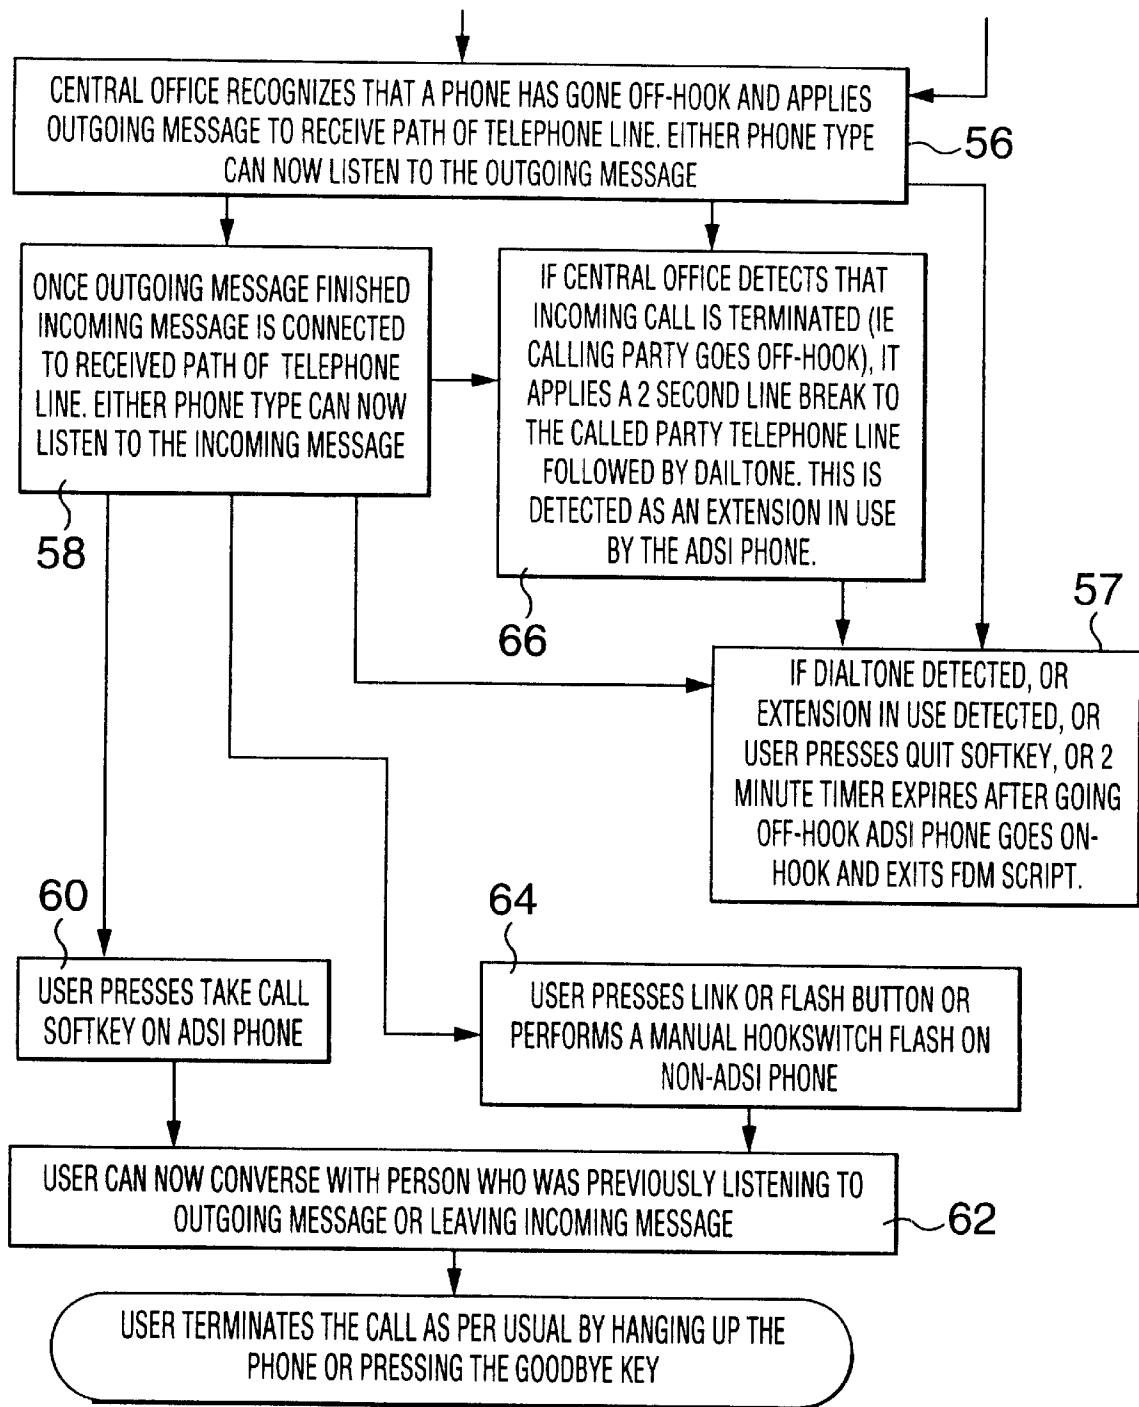 CENTRAL OFFICE RECOGNIZES THAT A PHONE HAS GONE OFF-HOOK AND APPLIES
OUTGOING MESSAGE TO RECEIVE PATH OF TELEPHONE LINE. EITHER PHONE TYPE
CAN NOW LISTEN TO THE OUTGOING MESSAGE
56
ONCE OUTGOING MESSAGE FINISHED
INCOMING MESSAGE IS CONNECTED
TO RECEIVED PATH OF TELEPHONE
LINE. EITHER PHONE TYPE CAN NOW
LISTEN TO THE INCOMING MESSAGE
58
IF CENTRAL OFFICE DETECTS THAT
INCOMING CALL IS TERMINATED (IE
CALLING PARTY GOES OFF-HOOK), IT
APPLIES A 2 SECOND LINE BREAK TO
THE CALLED PARTY TELEPHONE LINE
FOLLOWED BY DAILTONE. THIS IS
DETECTED AS AN EXTENSION IN USE
BY THE ADSI PHONE.
66
57
IF DIALTONE DETECTED, OR
EXTENSION IN USE DETECTED, OR
USER PRESSES QUIT SOFTKEY, OR 2
MINUTE TIMER EXPIRES AFTER GOING
OFF-HOOK ADSI PHONE GOES ON-
HOOK AND EXITS FDM SCRIPT.
60
USER PRESSES TAKE CALL
SOFTKEY ON ADSI PHONE
64
USER PRESSES LINK OR FLASH BUTTON OR
PERFORMS A MANUAL HOOKSWITCH FLASH ON
NON-ADSI PHONE
USER CAN NOW CONVERSE WITH PERSON WHO WAS PREVIOUSLY LISTENING TO
OUTGOING MESSAGE OR LEAVING INCOMING MESSAGE
62
USER TERMINATES THE CALL AS PER USUAL BY HANGING UP THE
PHONE OR PRESSING THE GOODBYE KEY